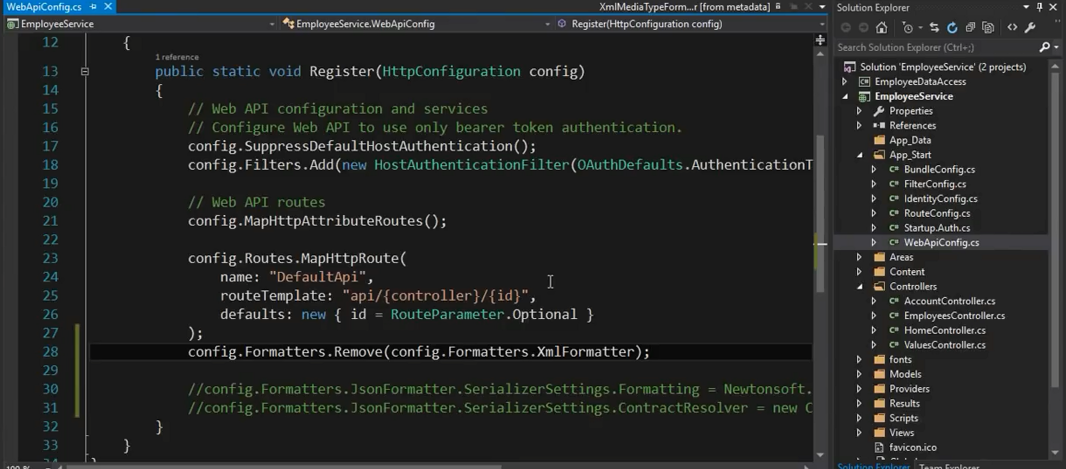 WebApiConfig.cs
XmlMediaTypeForm...r [from metadata]
EmployeeService
EmployeeService.WebApiConfig
Register(HttpConfiguration config)
12 {
1 reference
13 public static void Register(HttpConfiguration config)
14 {
15 // Web API configuration and services
16 // Configure Web API to use only bearer token authentication.
17 config.SuppressDefaultHostAuthentication();
18 config.Filters.Add(new HostAuthenticationFilter(OAuthDefaults.AuthenticationT
19
20 // Web API routes
21 config.MapHttpAttributeRoutes();
22
23 config.Routes.MapHttpRoute(
24 name: "DefaultApi",
25 routeTemplate: "api/{controller}/{id}",
26 defaults: new { id = RouteParameter.Optional }
27 );
28 config.Formatters.Remove(config.Formatters.XmlFormatter);
29
30 //config.Formatters.JsonFormatter.SerializerSettings.Formatting = Newtonsoft.
31 //config.Formatters.JsonFormatter.SerializerSettings.ContractResolver = new C
32 }
33 }
Solution Explorer
Search Solution Explorer (Ctrl+;)
Solution 'EmployeeService' (2 projects)
EmployeeDataAccess
EmployeeService
Properties
References
App_Data
App_Start
BundleConfig.cs
FilterConfig.cs
IdentityConfig.cs
RouteConfig.cs
Startup.Auth.cs
WebApiConfig.cs
Areas
Content
Controllers
AccountController.cs
EmployeesController.cs
HomeController.cs
ValuesController.cs
fonts
Models
Providers
Results
Scripts
Views
favicon.ico
Solution Explorer Team Explorer